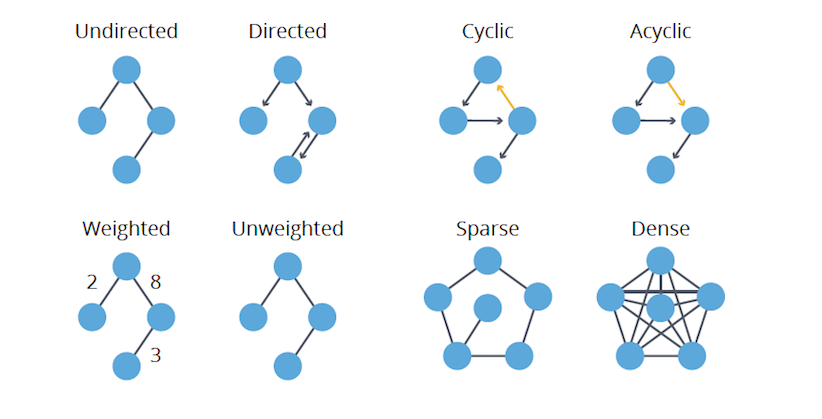 Undirected
Directed
Cyclic
Acyclic
Weighted
Unweighted
Sparse
Dense
2
8
3